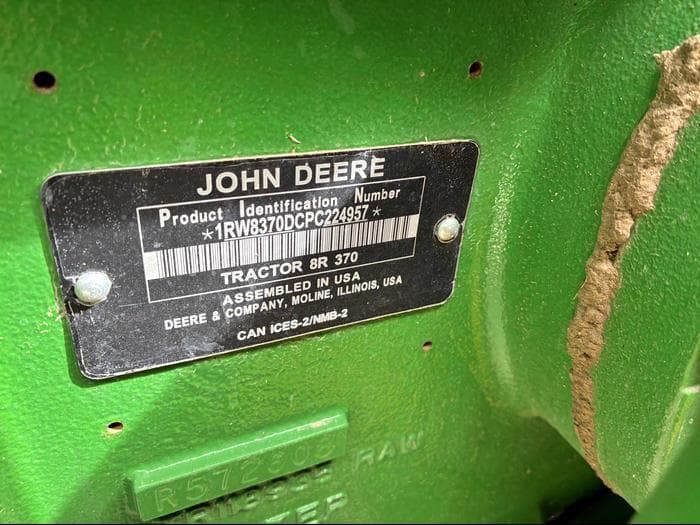 JOHN DEERE
Product Identification Number
*1RW8370DCPC224957*
TRACTOR 8R 370
ASSEMBLED IN USA
DEERE & COMPANY, MOLINE, ILLINOIS, USA
CAN ICES-2/NMB-2
RAW